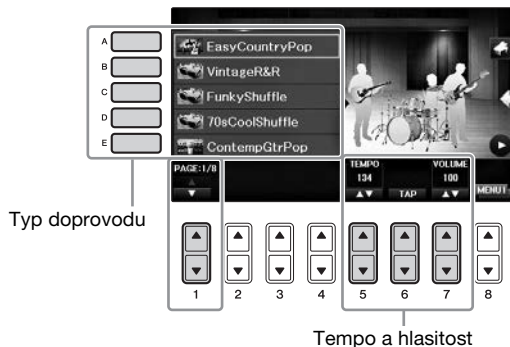 A
B
C
D
E
EasyCountryPop
VintageR&R
FunkyShuffle
70sCoolShuffle
ContempGtrPop
PAGE:1/8
TEMPO
134
TAP
VOLUME
100
MENU1
Typ doprovodu
1 2 3 4 5 6 7 8
Tempo a hlasitost